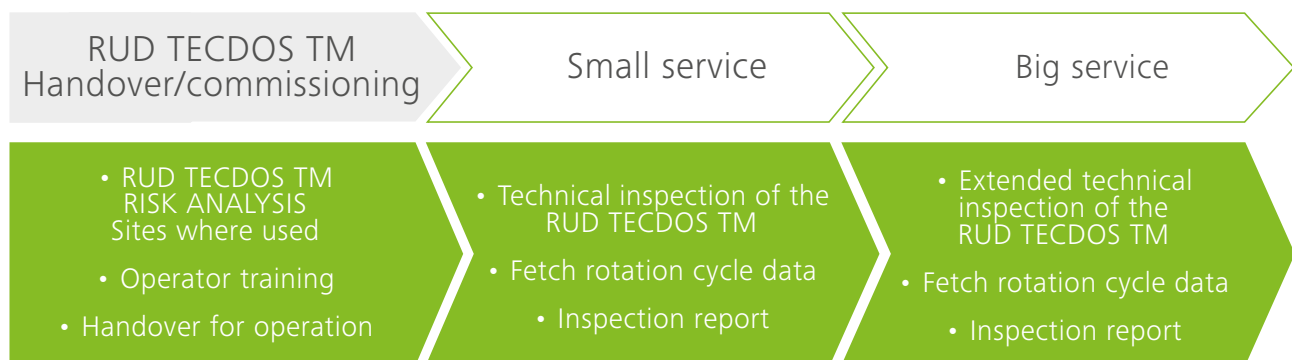 RUD TECDOS TM
Handover/commissioning
Small service
Big service
• RUD TECDOS TM
RISK ANALYSIS
Sites where used
• Operator training
• Handover for operation
• Technical inspection of the
RUD TECDOS TM
• Fetch rotation cycle data
• Inspection report
• Extended technical
inspection of the
RUD TECDOS TM
• Fetch rotation cycle data
• Inspection report